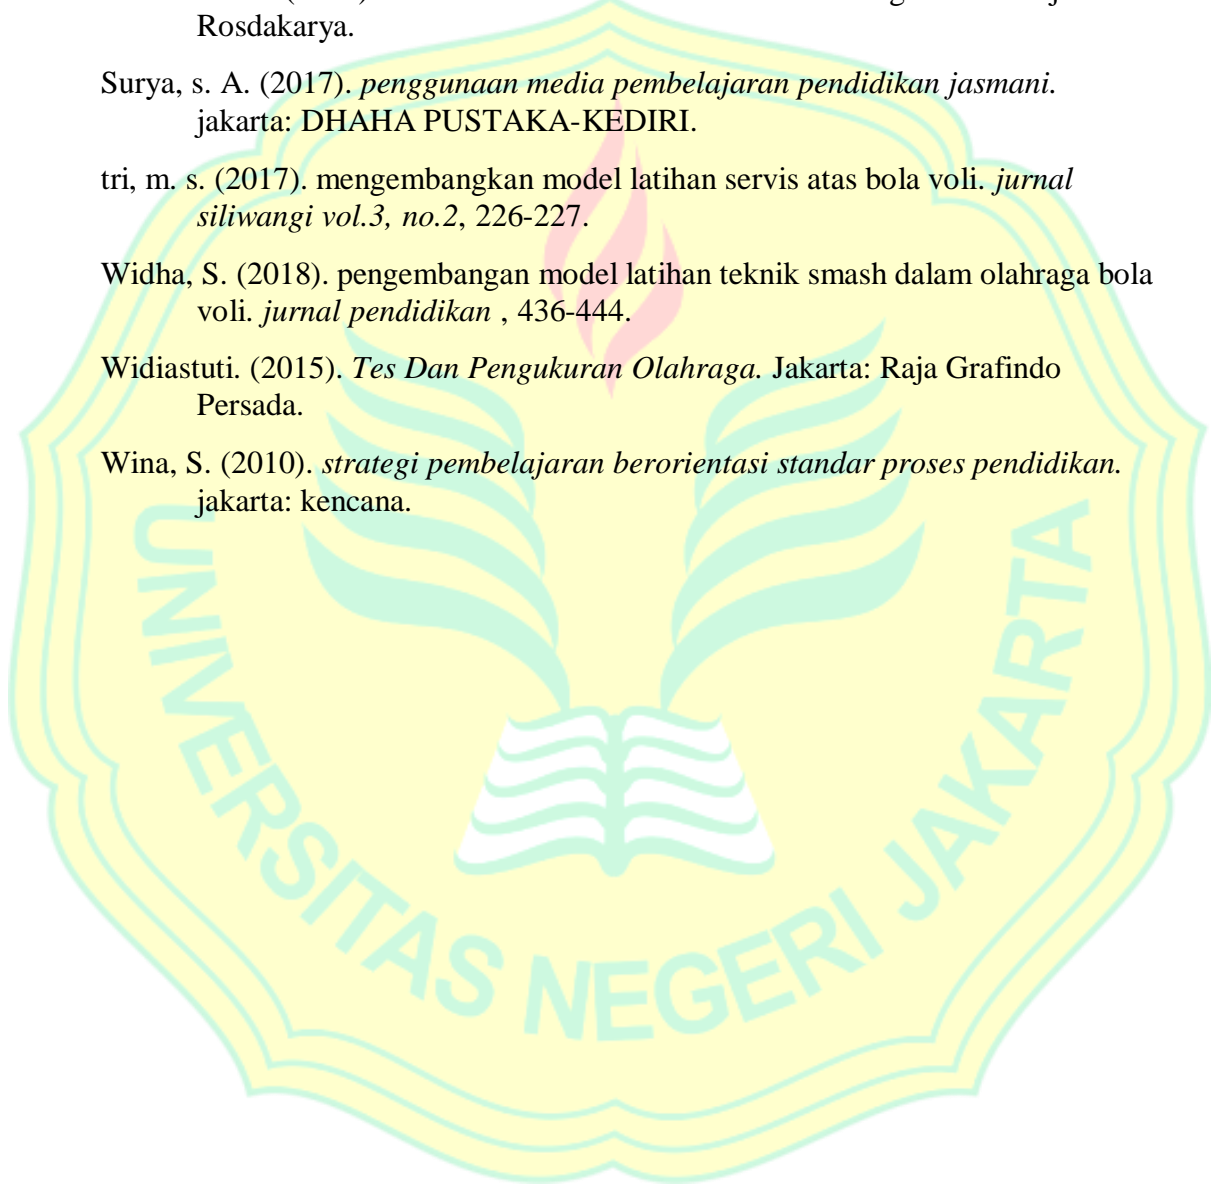 Rosdakarya.
Surya, s. A. (2017). penggunaan media pembelajaran pendidikan jasmani.
jakarta: DHAHA PUSTAKA-KEDIRI.
tri, m. s. (2017). mengembangkan model latihan servis atas bola voli. jurnal
siliwangi vol.3, no.2, 226-227.
Widha, S. (2018). pengembangan model latihan teknik smash dalam olahraga bola
voli. jurnal pendidikan , 436-444.
Widiastuti. (2015). Tes Dan Pengukuran Olahraga. Jakarta: Raja Grafindo
Persada.
Wina, S. (2010). strategi pembelajaran berorientasi standar proses pendidikan.
jakarta: kencana.
UNIVERSITAS NEGERI JAKARTA